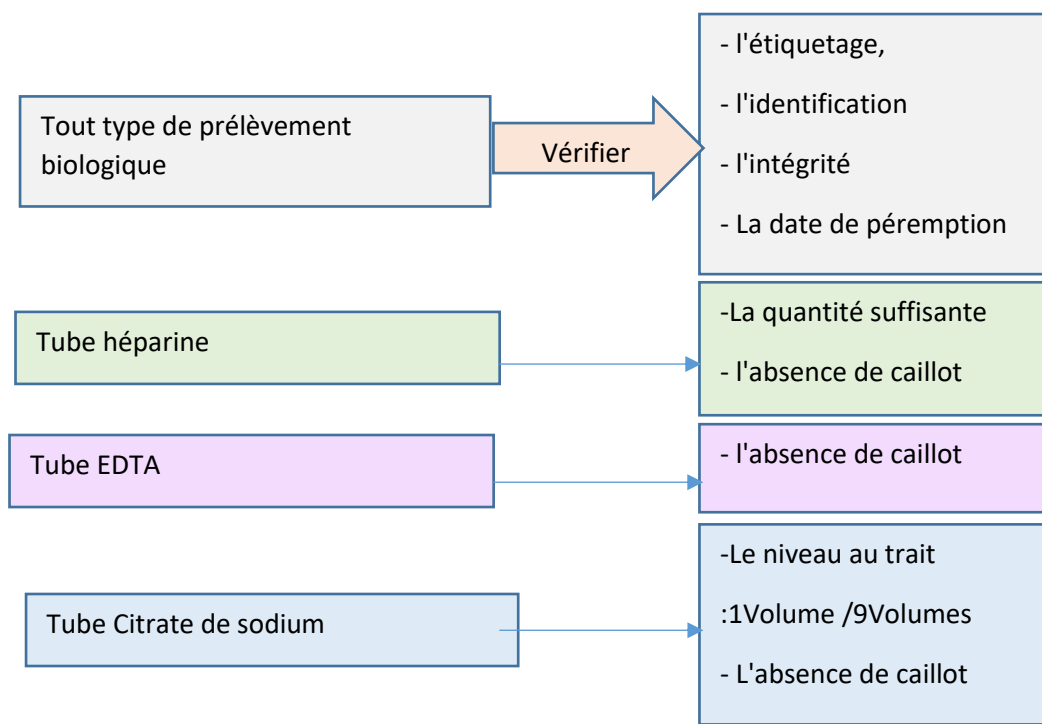 Tout type de prélèvement
biologique
Vérifier
- l'étiquetage,
- l'identification
- l'intégrité
- La date de péremption
Tube héparine
-La quantité suffisante
- l'absence de caillot
Tube EDTA
- l'absence de caillot
Tube Citrate de sodium
-Le niveau au trait
:1Volume /9Volumes
- L'absence de caillot